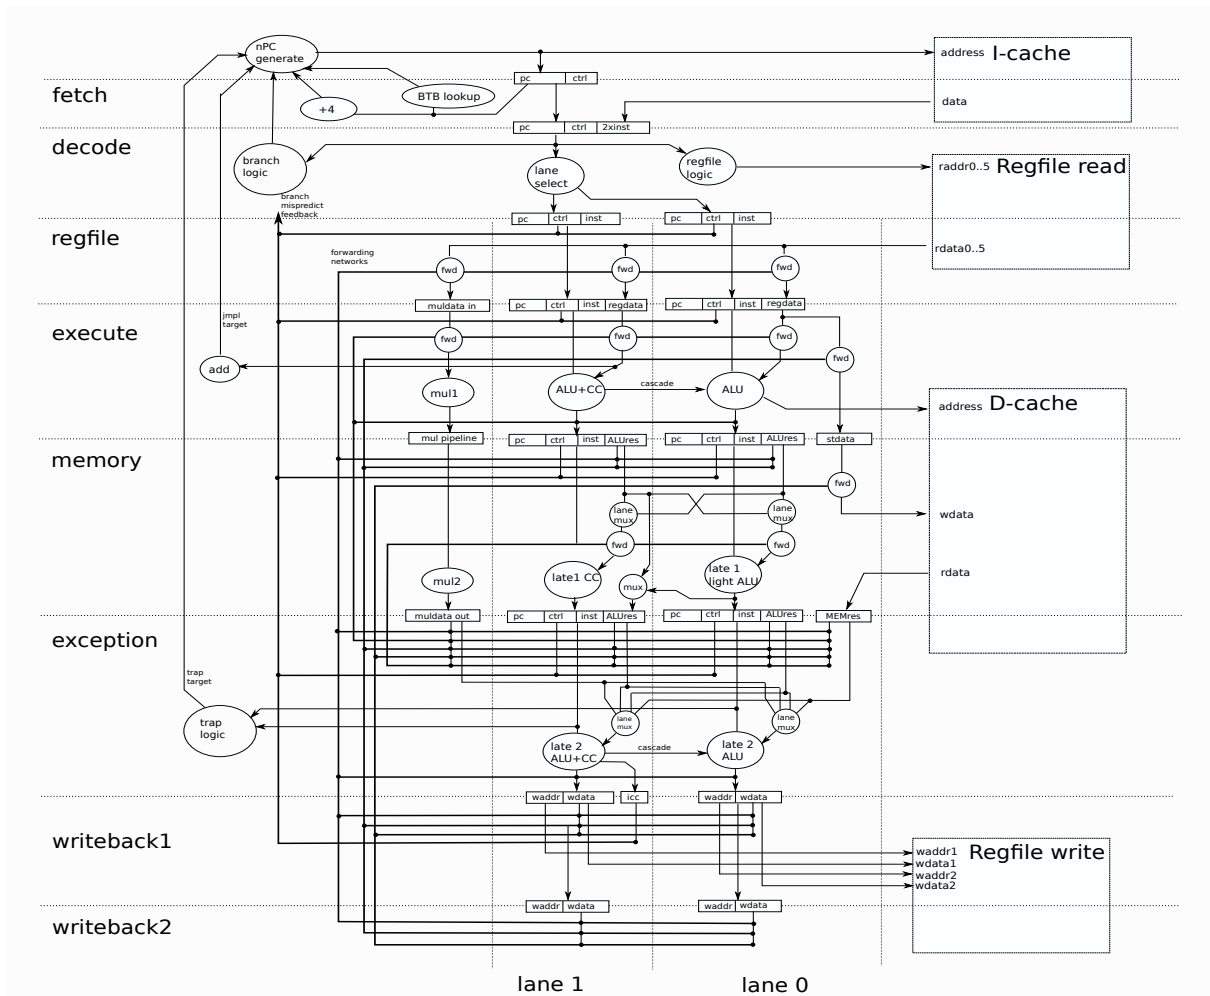 nPC
generate
address
I-cache
pc
ctrl
fetch
BTB lookup
+4
data
pc
ctrl
2xinst
decode
branch
logic
lane
select
regfile
logic
raddr0..5
Regfile read
branch
mispredict
feedback
pc
ctrl
inst
pc
ctrl
inst
regfile
rdata0..5
forwarding
networks
fwd
fwd
fwd
muldata in
pc
ctrl
inst
regdata
pc
ctrl
inst
regdata
jmpl
target
execute
fwd
fwd
fwd
fwd
add
mul1
ALU+CC
cascade
ALU
address
D-cache
mul pipeline
pc
ctrl
inst
ALUres
pc
ctrl
inst
ALUres
stdata
memory
fwd
lane
mux
lane
mux
wdata
fwd
fwd
mul2
late1 CC
mux
late 1
light ALU
rdata
muldata out
pc
ctrl
inst
ALUres
pc
ctrl
inst
ALUres
MEMres
exception
trap
target
trap
logic
lane
mux
lane
mux
late 2
ALU+CC
cascade
late 2
ALU
waddr
wdata
icc
waddr
wdata
writeback1
waddr1
wdata1
waddr2
wdata2
Regfile write
waddr
wdata
waddr
wdata
writeback2
lane 1
lane 0